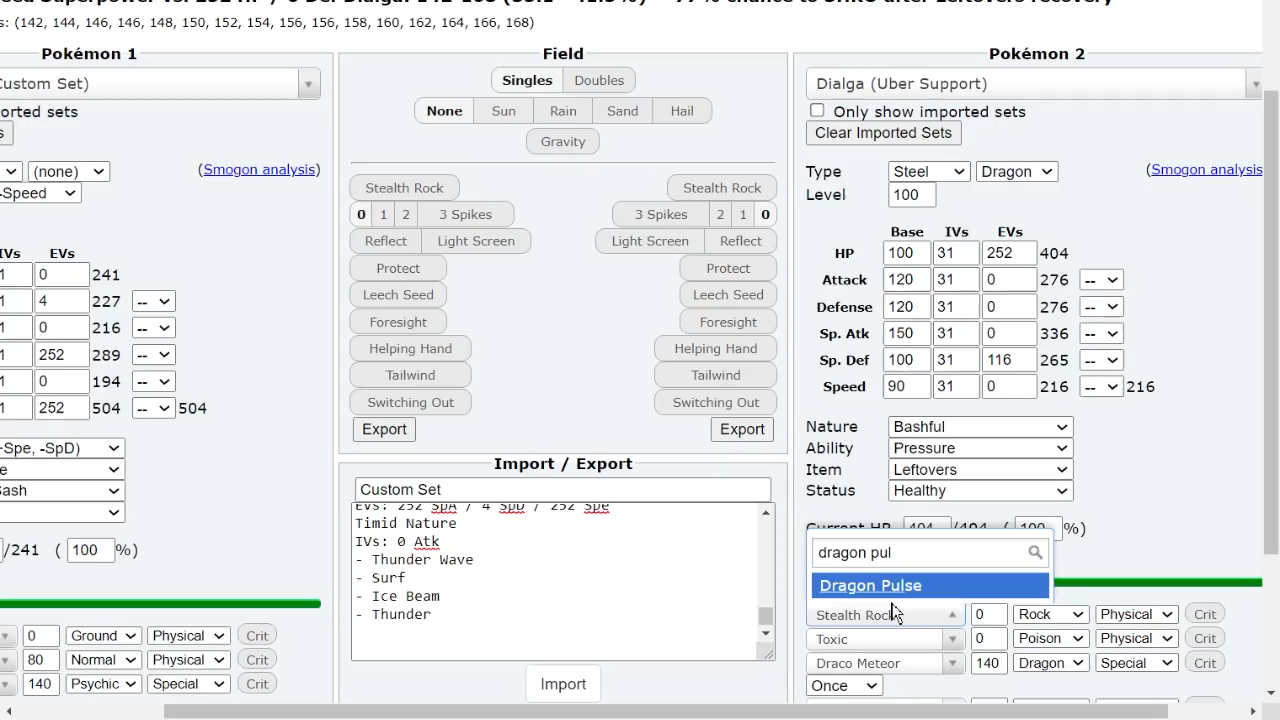 s: (142, 144, 146, 146, 148, 150, 152, 154, 156, 156, 158, 160, 162, 164, 166, 168)
Pokémon 1
Custom Set)
orted sets
s
(none)
(Smogon analysis)
-Speed
IVs EVs
1 0 241
1 4 227 --
1 0 216 --
1 252 289 --
1 0 194 --
1 252 504 -- 504
+Spe, -SpD)
e
Sash
/241 ( 100 %)
0 Ground Physical Crit
80 Normal Physical Crit
140 Psychic Special Crit
Field
Singles Doubles
None Sun Rain Sand Hail
Gravity
Stealth Rock Stealth Rock
0 1 2 3 Spikes 3 Spikes 2 1 0
Reflect Light Screen Light Screen Reflect
Protect Protect
Leech Seed Leech Seed
Foresight Foresight
Helping Hand Helping Hand
Tailwind Tailwind
Switching Out Switching Out
Export Export
Import / Export
Custom Set
EVs: 252 SpA / 4 SpD / 252 Spe
Timid Nature
IVs: 0 Atk
- Thunder Wave
- Surf
- Ice Beam
- Thunder
Import
Pokémon 2
Dialga (Uber Support)
Only show imported sets
Clear Imported Sets
Type Steel Dragon (Smogon analysis
Level 100
Base IVs EVs
HP 100 31 252 404
Attack 120 31 0 276 --
Defense 120 31 0 276 --
Sp. Atk 150 31 0 336 --
Sp. Def 100 31 116 265 --
Speed 90 31 0 216 -- 216
Nature Bashful
Ability Pressure
Item Leftovers
Status Healthy
Current HP 404 /404 ( 100 %)
dragon pul
Dragon Pulse
Stealth Rock 0 Rock Physical Crit
Toxic 0 Poison Physical Crit
Draco Meteor 140 Dragon Special Crit
Once